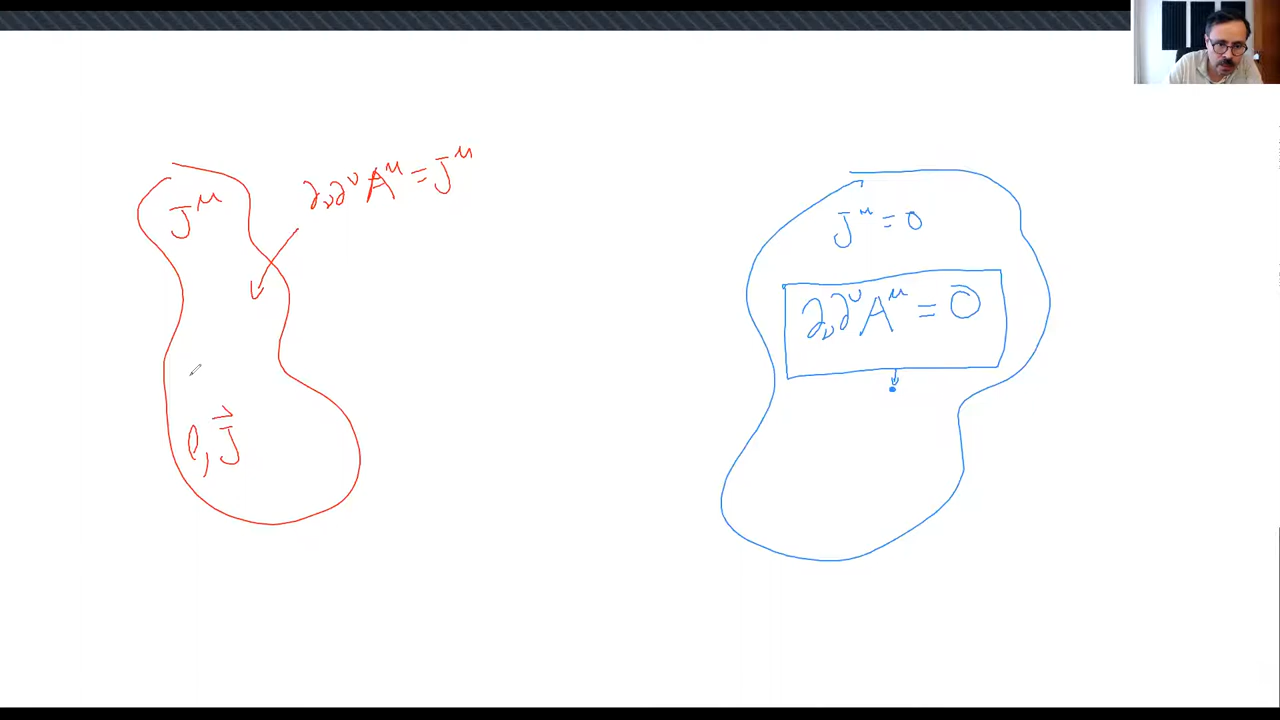 J^μ
∂_ν∂^ν A^μ = J^μ
ρ, J⃗
J^μ = 0
∂_ν∂^ν A^μ = 0